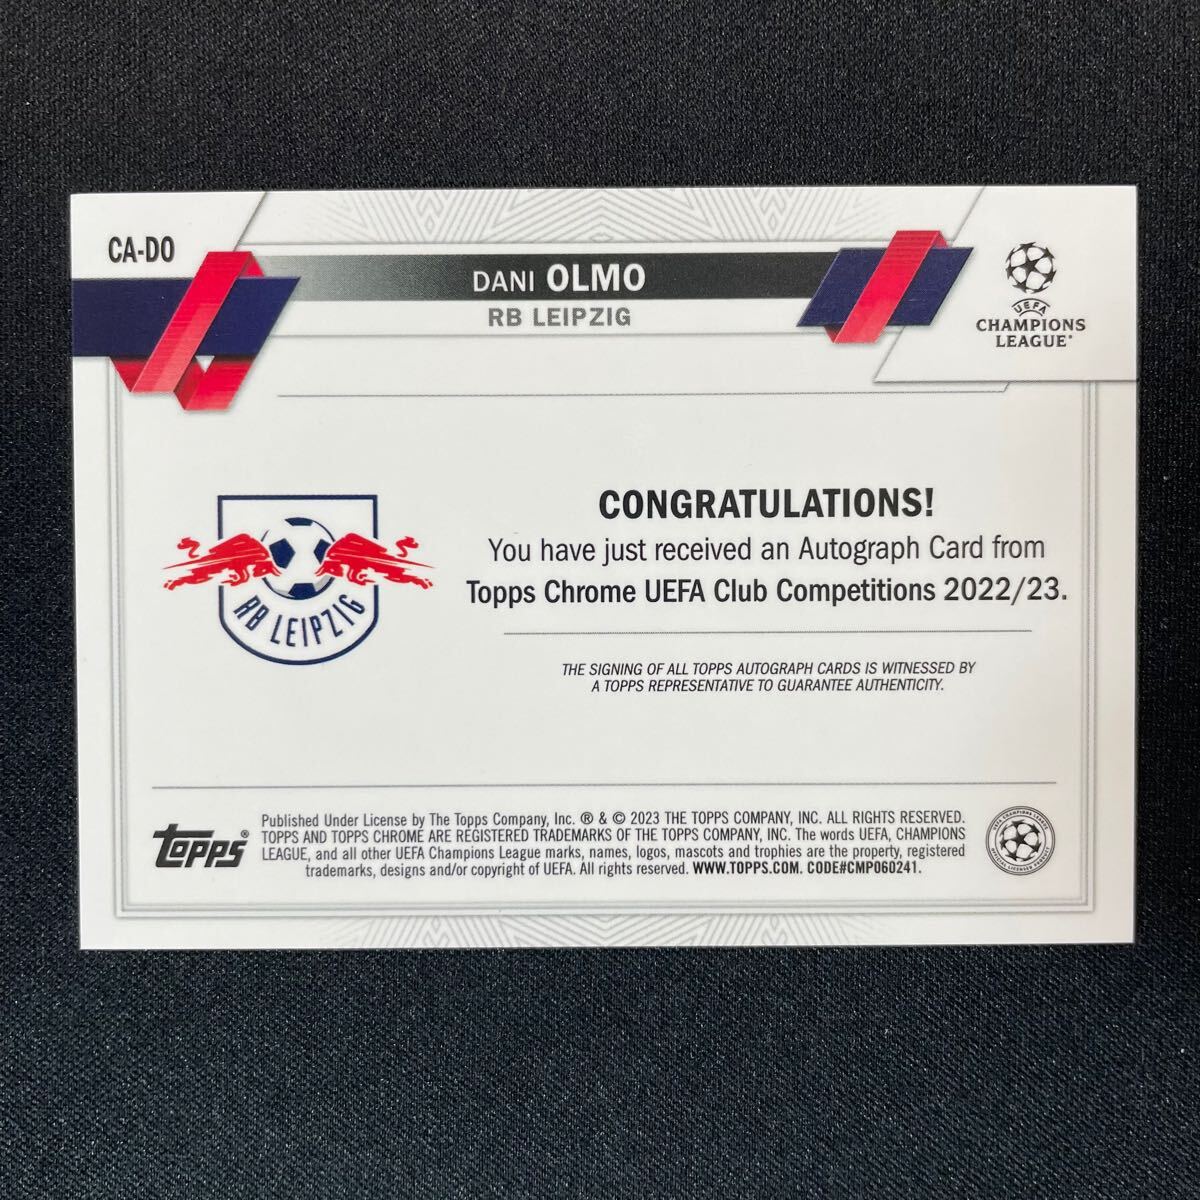 CA-DO
DANI OLMO
RB LEIPZIG
UEFA
CHAMPIONS
LEAGUE®
RB LEIPZIG
CONGRATULATIONS!
You have just received an Autograph Card from
Topps Chrome UEFA Club Competitions 2022/23.
THE SIGNING OF ALL TOPPS AUTOGRAPH CARDS IS WITNESSED BY
A TOPPS REPRESENTATIVE TO GUARANTEE AUTHENTICITY.
topps®
Published Under License by The Topps Company, Inc. ® & © 2023 THE TOPPS COMPANY, INC. ALL RIGHTS RESERVED.
TOPPS AND TOPPS CHROME ARE REGISTERED TRADEMARKS OF THE TOPPS COMPANY, INC. The words UEFA, CHAMPIONS
LEAGUE, and all other UEFA Champions League marks, names, logos, mascots and trophies are the property, registered
trademarks, designs and/or copyright of UEFA. All rights reserved. WWW.TOPPS.COM. CODE#CMP060241.